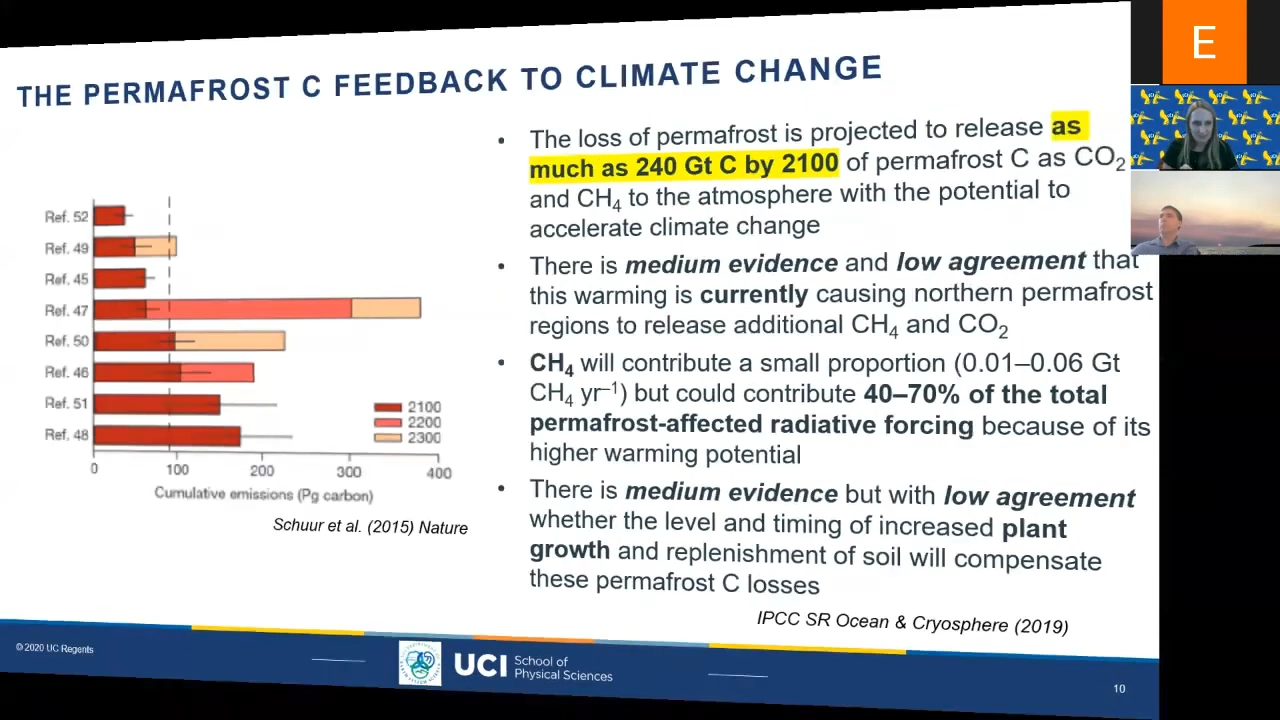 THE PERMAFROST C FEEDBACK TO CLIMATE CHANGE
E
• The loss of permafrost is projected to release as
much as 240 Gt C by 2100 of permafrost C as CO₂
and CH₄ to the atmosphere with the potential to
accelerate climate change
• There is medium evidence and low agreement that
this warming is currently causing northern permafrost
regions to release additional CH₄ and CO₂
• CH₄ will contribute a small proportion (0.01–0.06 Gt
CH₄ yr⁻¹) but could contribute 40–70% of the total
permafrost-affected radiative forcing because of its
higher warming potential
• There is medium evidence but with low agreement
whether the level and timing of increased plant
growth and replenishment of soil will compensate
these permafrost C losses
IPCC SR Ocean & Cryosphere (2019)
Ref. 52
Ref. 49
Ref. 45
Ref. 47
Ref. 50
Ref. 46
Ref. 51
Ref. 48
2100
2200
2300
0 100 200 300 400
Cumulative emissions (Pg carbon)
Schuur et al. (2015) Nature
© 2020 UC Regents
UCI School of
Physical Sciences
10